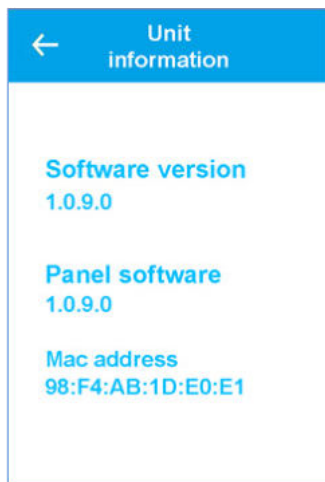 Unit
information
Software version
1.0.9.0
Panel software
1.0.9.0
Mac address
98:F4:AB:1D:E0:E1